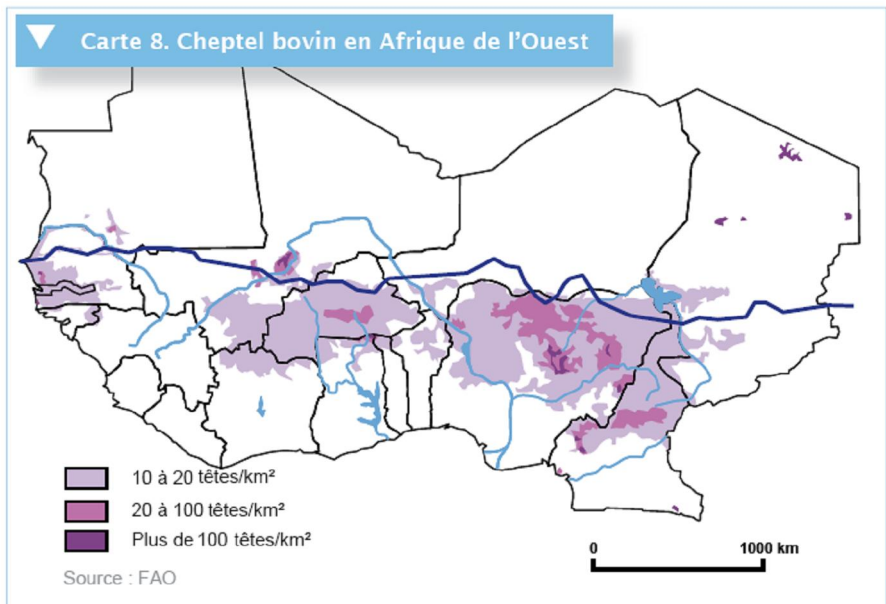 Carte 8. Cheptel bovin en Afrique de l'Ouest
10 à 20 têtes/km²
20 à 100 têtes/km²
Plus de 100 têtes/km²
Source : FAO
0 1000 km